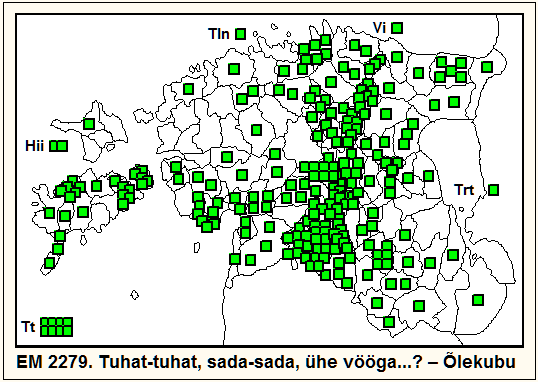 Tln
Vi
Hii
Trt
Tt
EM 2279. Tuhat-tuhat, sada-sada, ühe vööga...? – Õlekubu